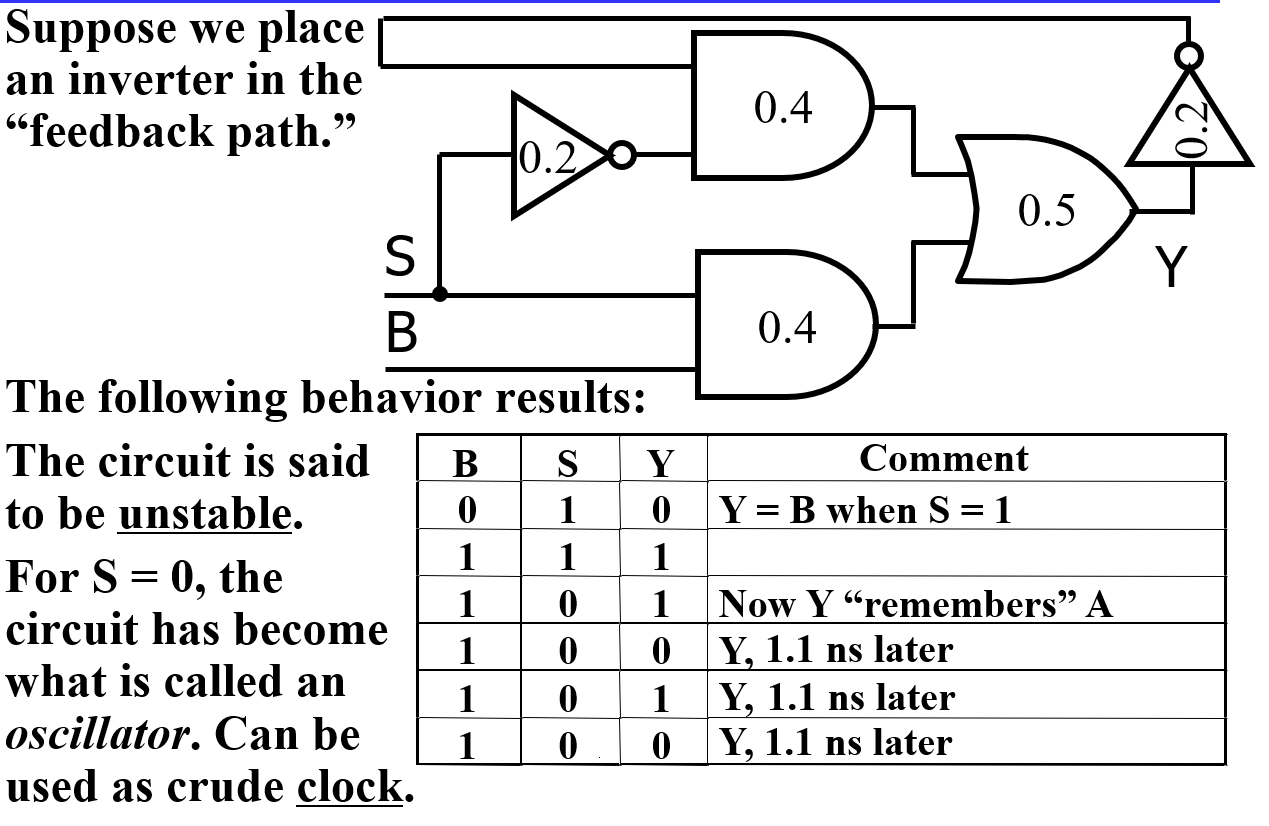 Suppose we place
an inverter in the
“feedback path.”
0.4
0.2
0.2
0.5
S
Y
B
0.4
The following behavior results:
The circuit is said
to be unstable.
For S = 0, the
circuit has become
what is called an
oscillator. Can be
used as crude clock.
B S Y Comment
0 1 0 Y = B when S = 1
1 1 1
1 0 1 Now Y “remembers” A
1 0 0 Y, 1.1 ns later
1 0 1 Y, 1.1 ns later
1 0 0 Y, 1.1 ns later